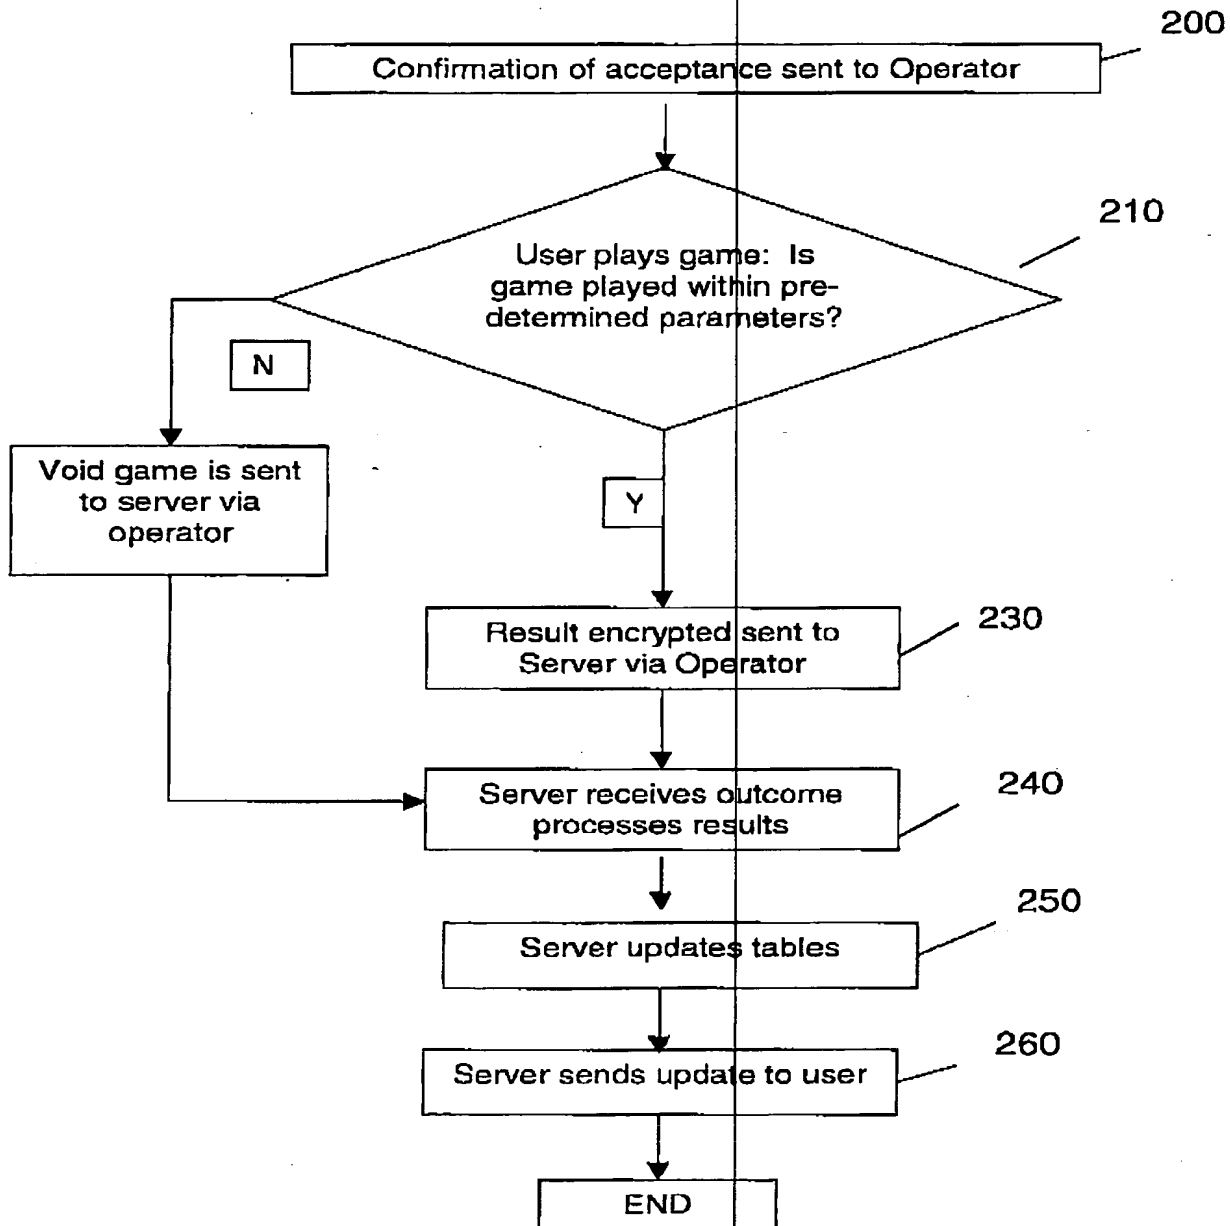 200
Confirmation of acceptance sent to Operator
210
User plays game: Is
game played within pre-
determined parameters?
N
Void game is sent
to server via
operator
Y
230
Result encrypted sent to
Server via Operator
240
Server receives outcome
processes results
250
Server updates tables
260
Server sends update to user
END